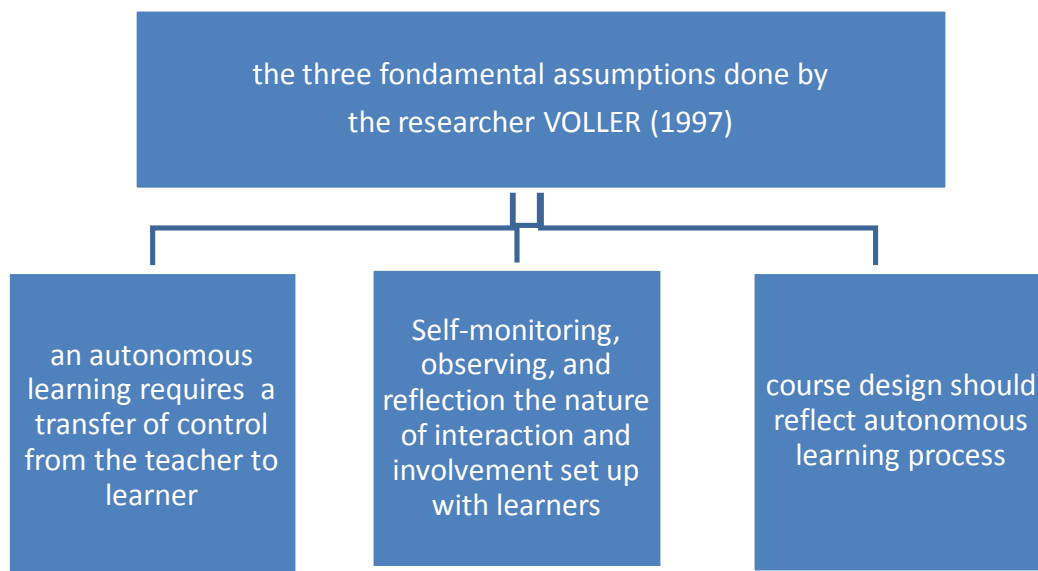 the three fondamental assumptions done by
the researcher VOLLER (1997)
an autonomous
learning requires a
transfer of control
from the teacher to
learner
Self-monitoring,
observing, and
reflection the nature
of interaction and
involvement set up
with learners
course design should
reflect autonomous
learning process